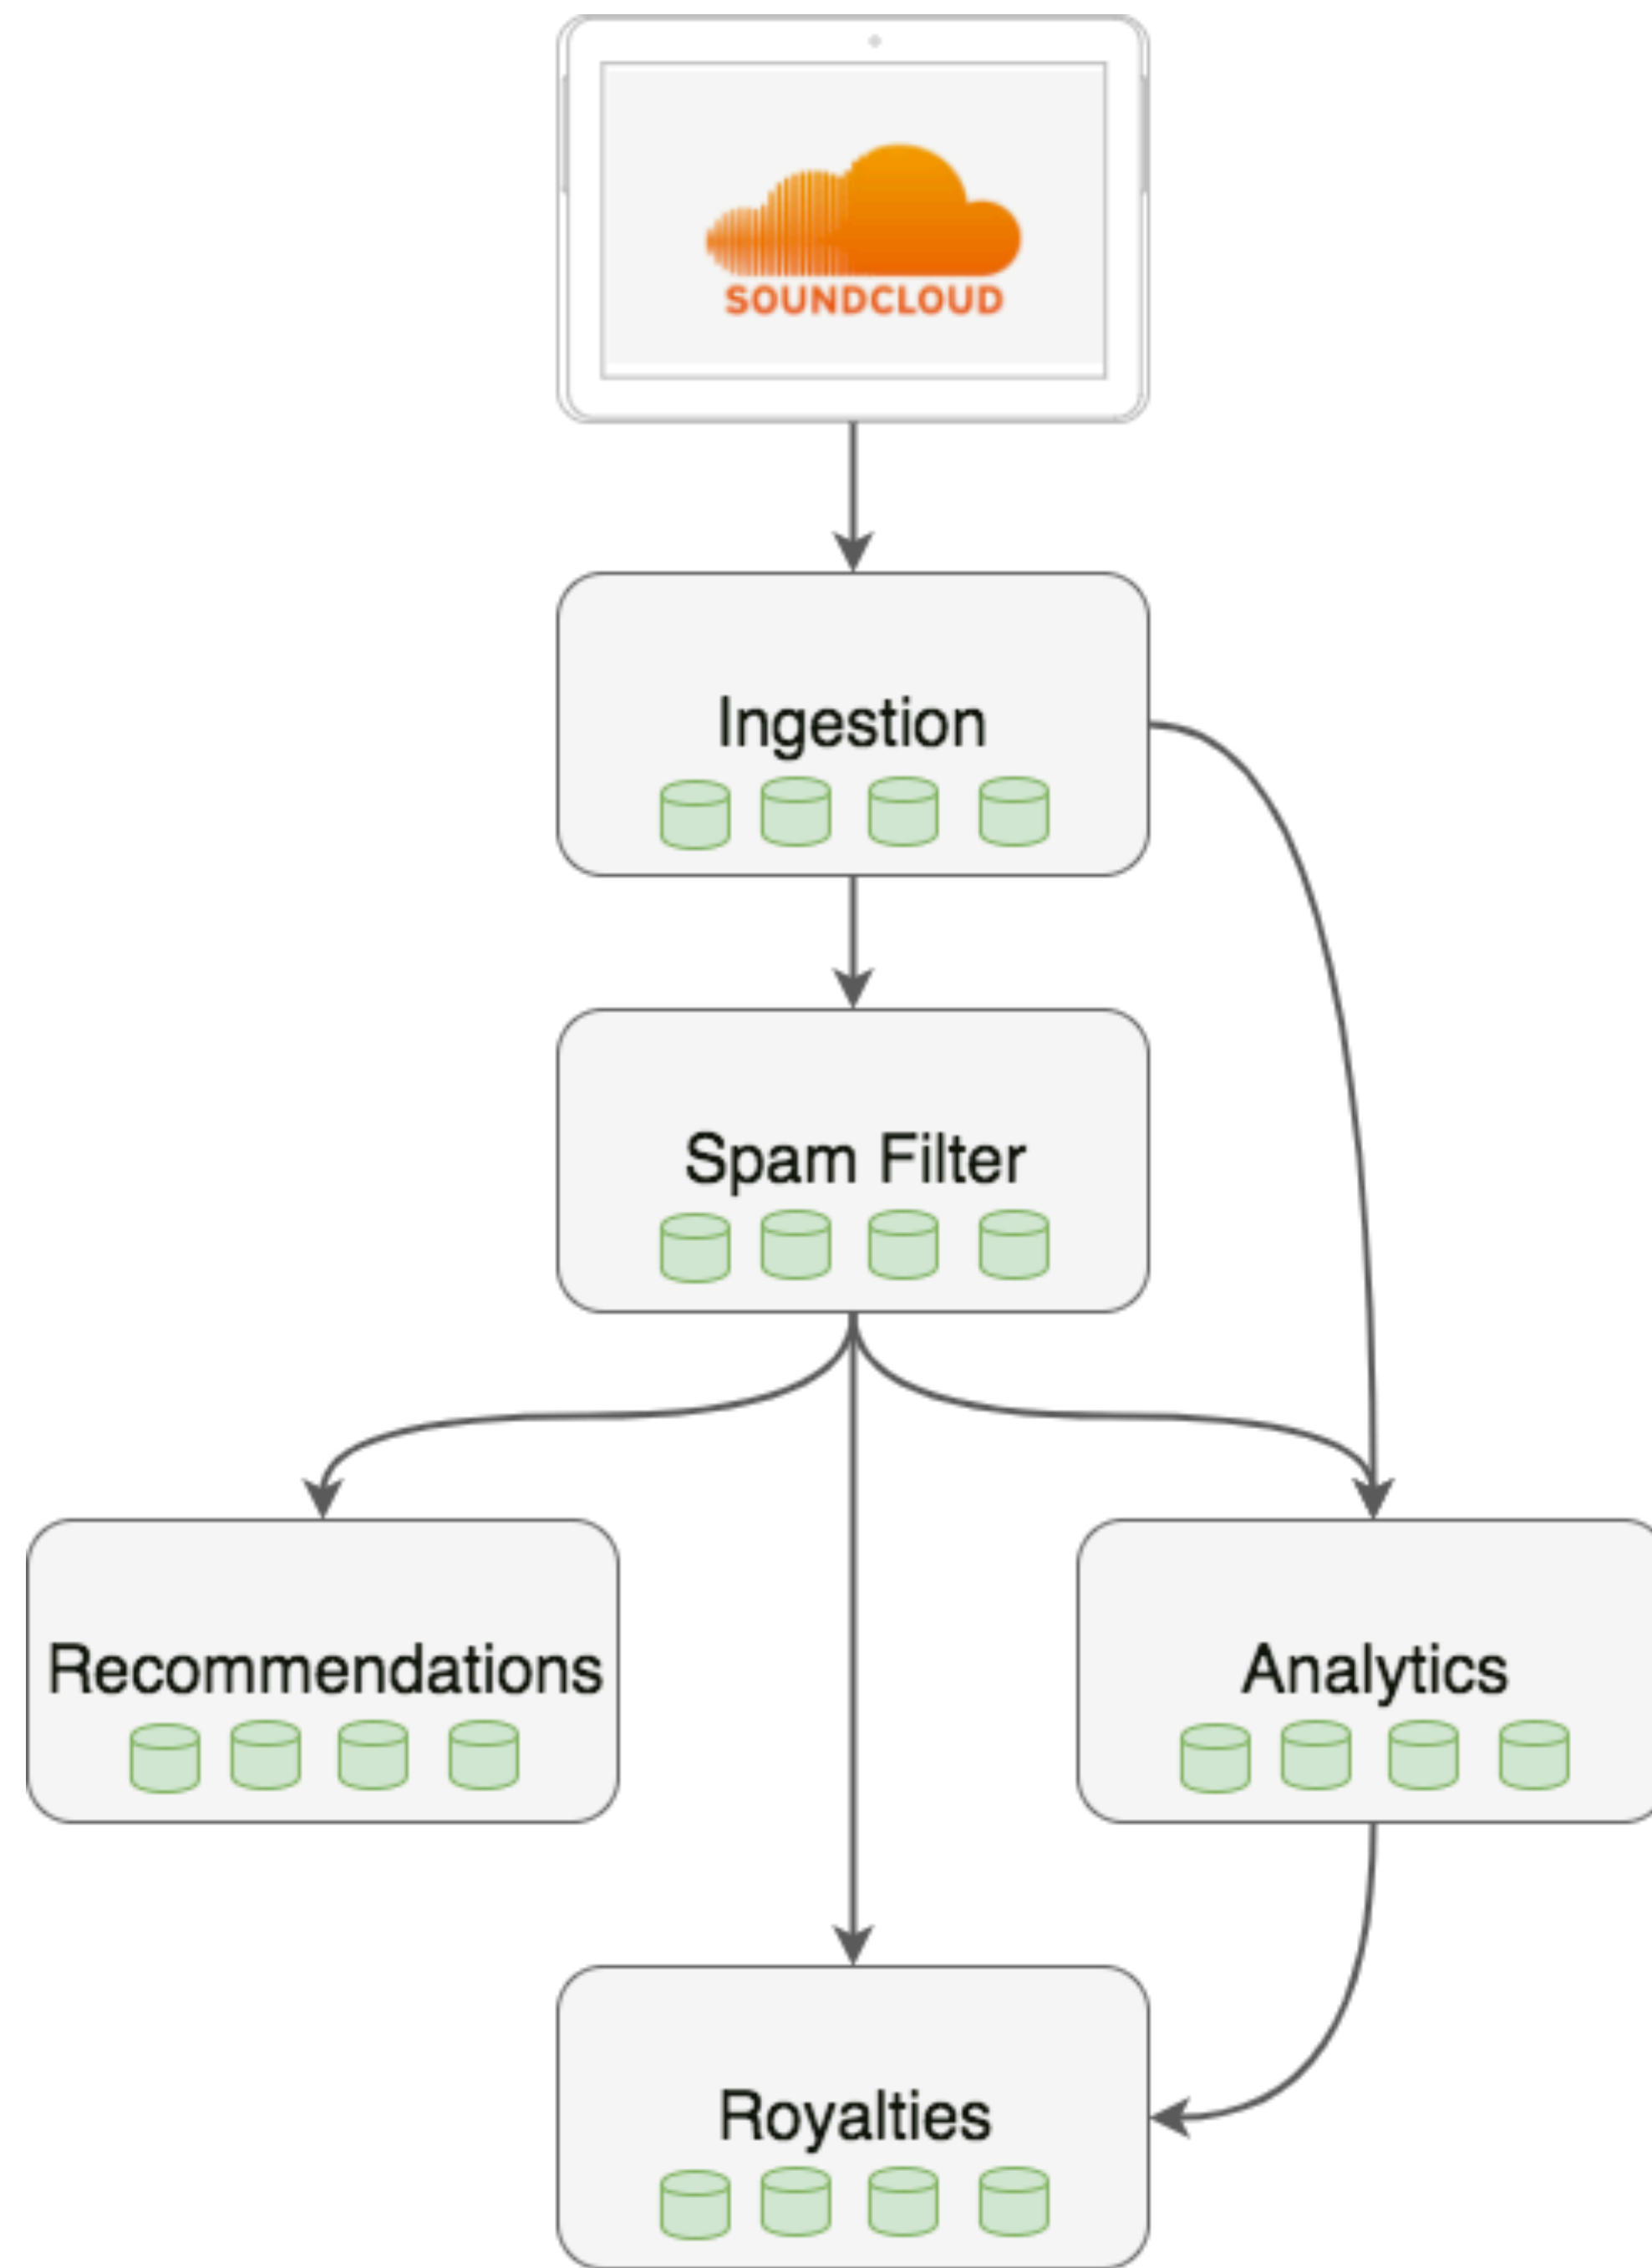 SOUNDCLOUD
Ingestion
Spam Filter
Recommendations
Analytics
Royalties